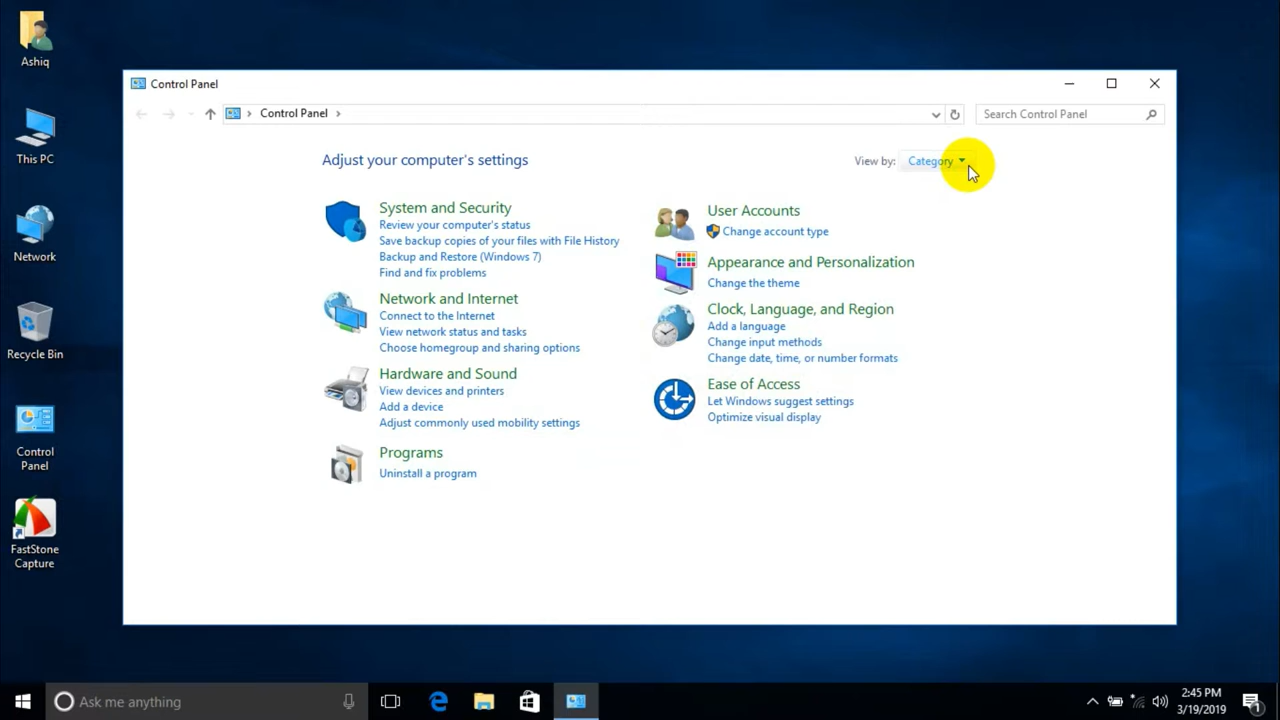 Ashiq
This PC
Network
Recycle Bin
Control
Panel
FastStone
Capture
Control Panel
Control Panel
Search Control Panel
Adjust your computer's settings
View by: Category
System and Security
Review your computer's status
Save backup copies of your files with File History
Backup and Restore (Windows 7)
Find and fix problems
Network and Internet
Connect to the Internet
View network status and tasks
Choose homegroup and sharing options
Hardware and Sound
View devices and printers
Add a device
Adjust commonly used mobility settings
Programs
Uninstall a program
User Accounts
Change account type
Appearance and Personalization
Change the theme
Clock, Language, and Region
Add a language
Change input methods
Change date, time, or number formats
Ease of Access
Let Windows suggest settings
Optimize visual display
Ask me anything
2:45 PM
3/19/2019
1